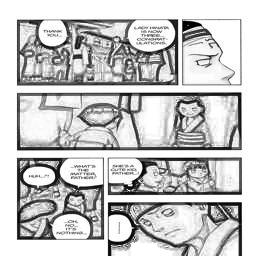 THANK
YOU...
LADY HINATA
IS NOW
THREE...
CONGRAT-
ULATIONS.
HUH...?!
...WHAT'S
THE
MATTER,
FATHER?
...OH,
NO...
IT'S
NOTHING...
SHE'S A
CUTE KID,
FATHER...